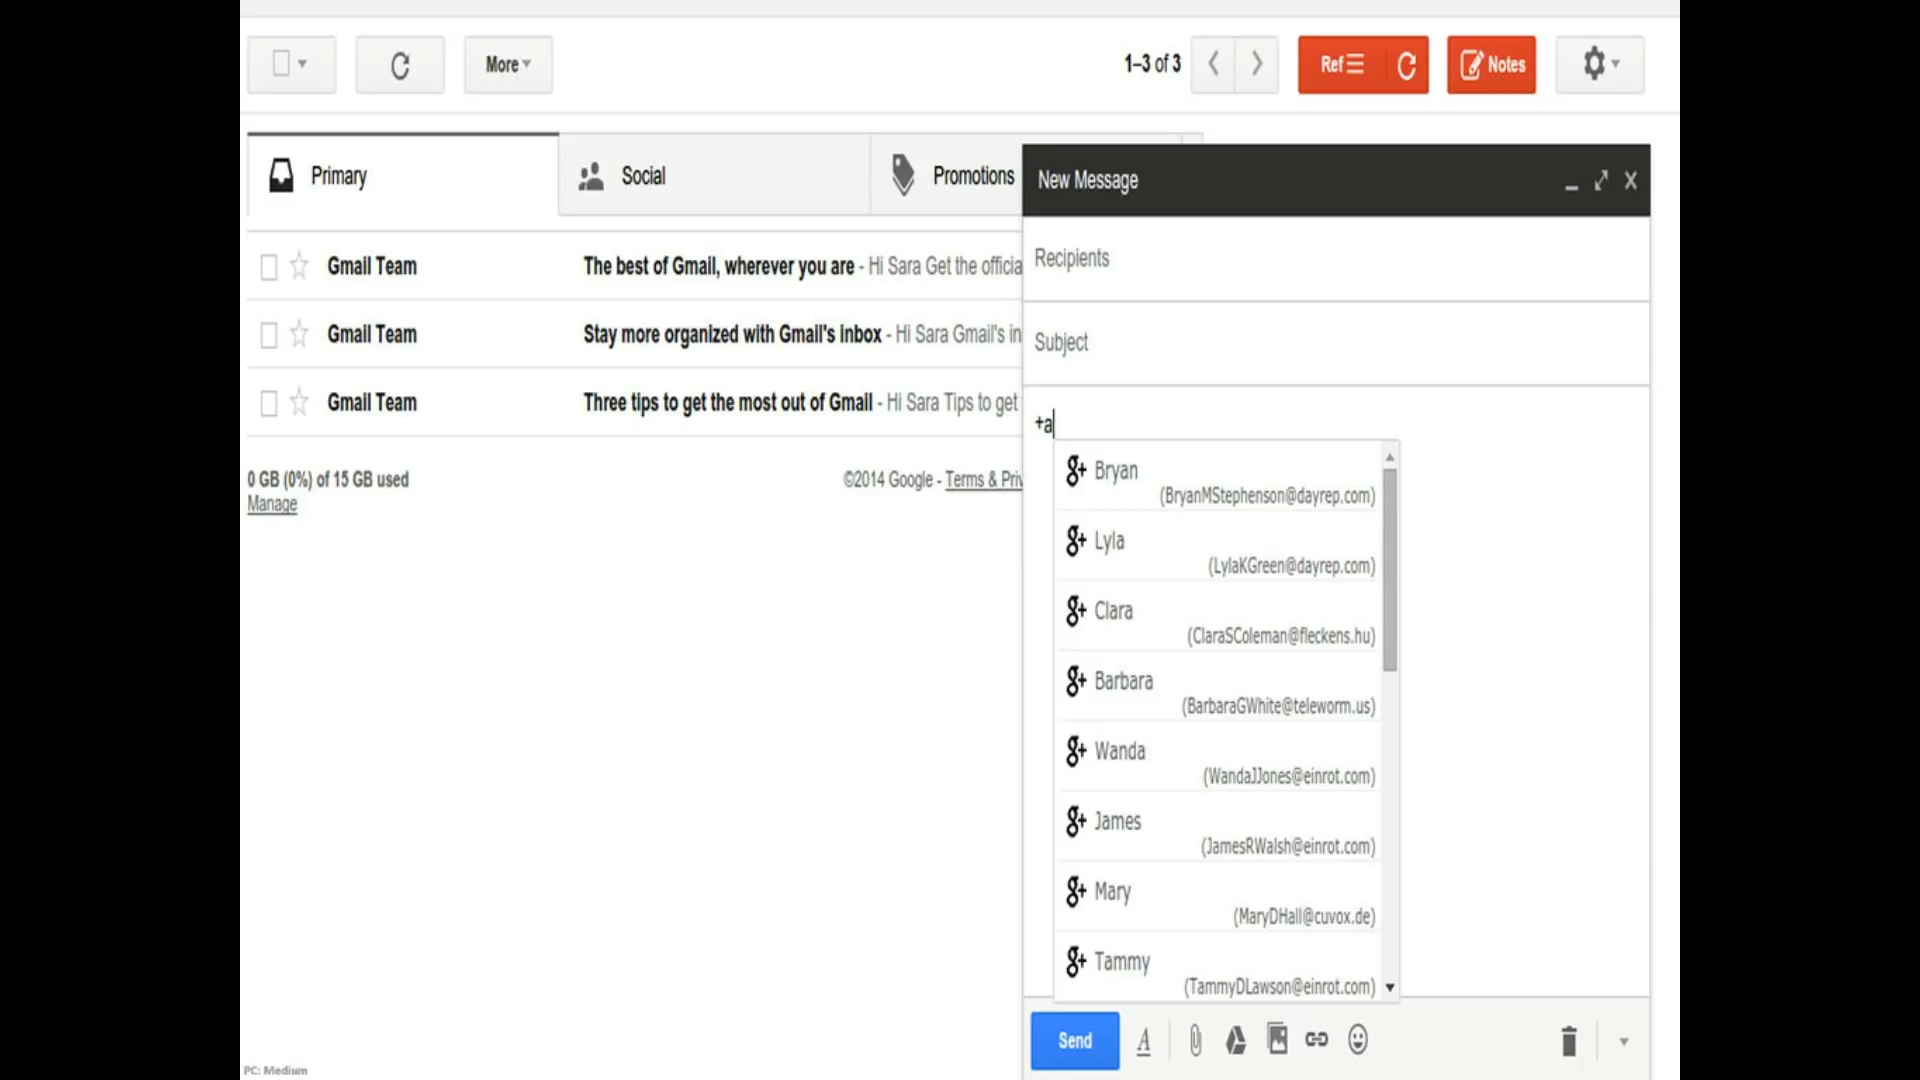 More
1–3 of 3
Ref
Notes
Primary
Social
Promotions
Gmail Team
The best of Gmail, wherever you are - Hi Sara Get the officia
Gmail Team
Stay more organized with Gmail's inbox - Hi Sara Gmail's in
Gmail Team
Three tips to get the most out of Gmail - Hi Sara Tips to get
0 GB (0%) of 15 GB used
Manage
©2014 Google - Terms & Priv
New Message
Recipients
Subject
+a
g+ Bryan
(BryanMStephenson@dayrep.com)
g+ Lyla
(LylaKGreen@dayrep.com)
g+ Clara
(ClaraSColeman@fleckens.hu)
g+ Barbara
(BarbaraGWhite@teleworm.us)
g+ Wanda
(WandaJJones@einrot.com)
g+ James
(JamesRWalsh@einrot.com)
g+ Mary
(MaryDHall@cuvox.de)
g+ Tammy
(TammyDLawson@einrot.com)
Send
A
PC: Medium